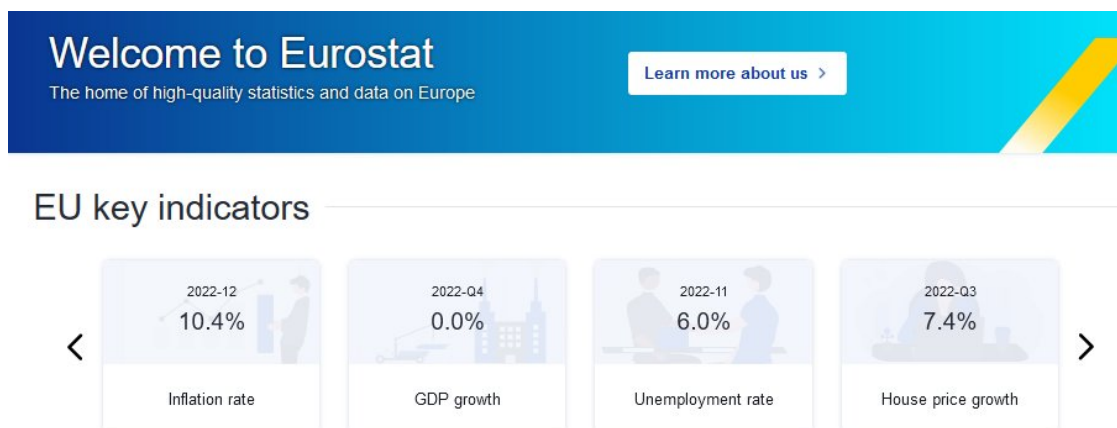 Welcome to Eurostat
The home of high-quality statistics and data on Europe
Learn more about us >
EU key indicators
2022-12
10.4%
Inflation rate
2022-Q4
0.0%
GDP growth
2022-11
6.0%
Unemployment rate
2022-Q3
7.4%
House price growth